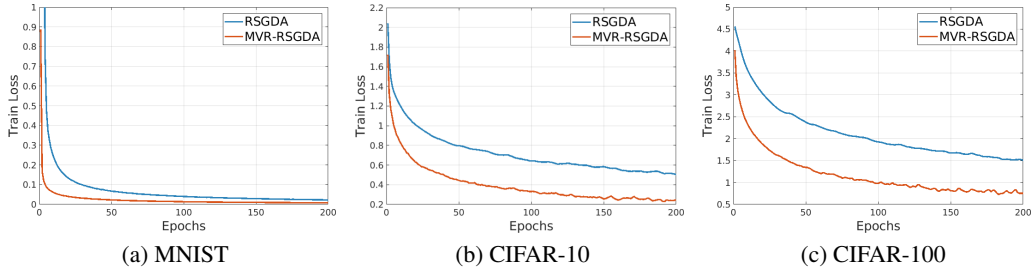 1
0.9
0.8
0.7
0.6
0.5
0.4
0.3
0.2
0.1
0
Train Loss
0 50 100 150 200
Epochs
RSGDA
MVR-RSGDA
(a) MNIST
2.2
2
1.8
1.6
1.4
1.2
1
0.8
0.6
0.4
0.2
Train Loss
0 50 100 150 200
Epochs
RSGDA
MVR-RSGDA
(b) CIFAR-10
5
4.5
4
3.5
3
2.5
2
1.5
1
0.5
Train Loss
0 50 100 150 200
Epochs
RSGDA
MVR-RSGDA
(c) CIFAR-100